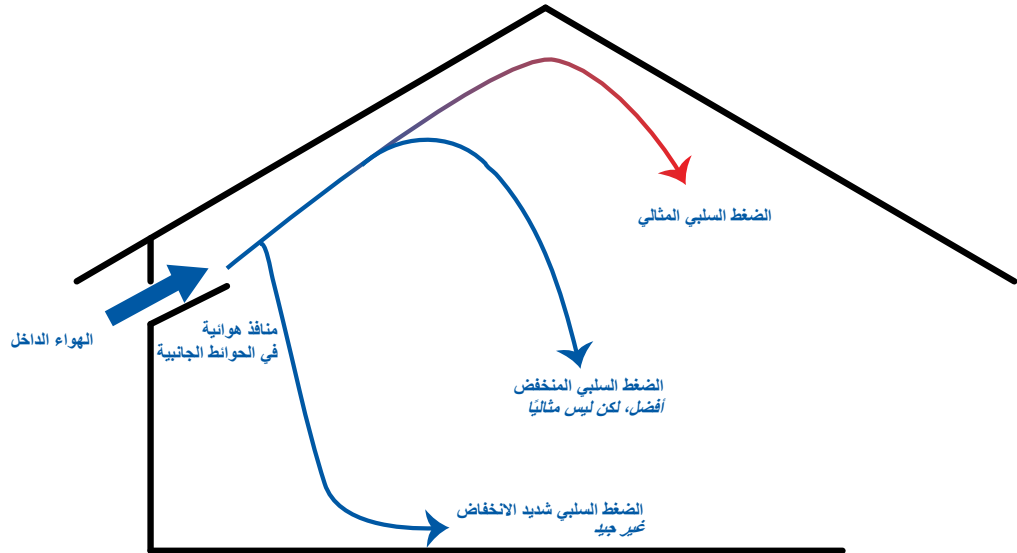 الضغط السلبي المثالي
الهواء الداخل
منافذ هوائية
في الحوائط الجانبية
الضغط السلبي المنخفض
أفضل، لكن ليس مثاليًا
الضغط السلبي شديد الانخفاض
غير جيد